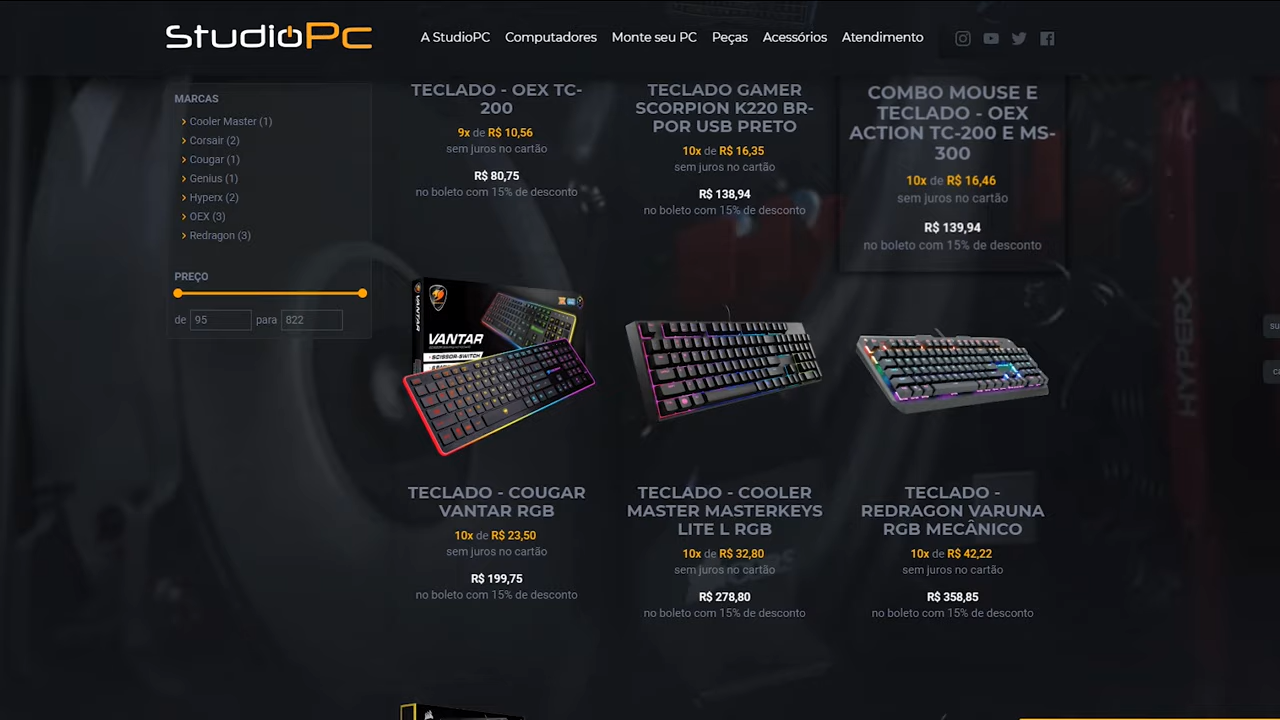 StudioPc
A StudioPC
Computadores
Monte seu PC
Peças
Acessórios
Atendimento
MARCAS
Cooler Master (1)
Corsair (2)
Cougar (1)
Genius (1)
Hyperx (2)
OEX (3)
Redragon (3)
PREÇO
de 95 para 822
TECLADO - OEX TC-
200
9x de R$ 10,56
sem juros no cartão
R$ 80,75
no boleto com 15% de desconto
TECLADO GAMER
SCORPION K220 BR-
POR USB PRETO
10x de R$ 16,35
sem juros no cartão
R$ 138,94
no boleto com 15% de desconto
COMBO MOUSE E
TECLADO - OEX
ACTION TC-200 E MS-
300
10x de R$ 16,46
sem juros no cartão
R$ 139,94
no boleto com 15% de desconto
VANTAR
SCISSOR-SWITCH
TECLADO - COUGAR
VANTAR RGB
10x de R$ 23,50
sem juros no cartão
R$ 199,75
no boleto com 15% de desconto
TECLADO - COOLER
MASTER MASTERKEYS
LITE L RGB
10x de R$ 32,80
sem juros no cartão
R$ 278,80
no boleto com 15% de desconto
TECLADO -
REDRAGON VARUNA
RGB MECÂNICO
10x de R$ 42,22
sem juros no cartão
R$ 358,85
no boleto com 15% de desconto
HYPERX